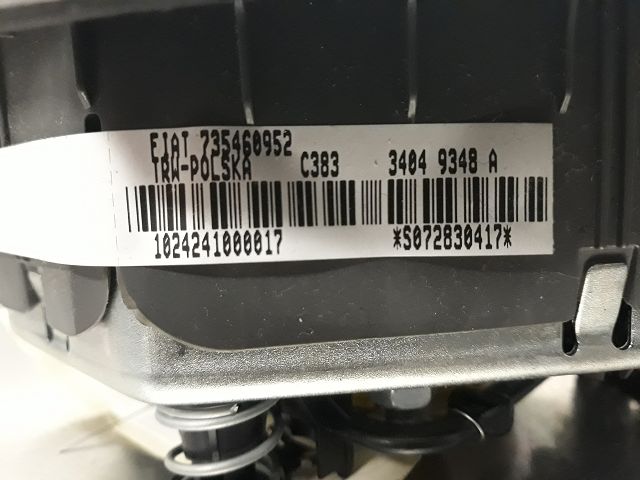 FIAT 735460952
TRW-POLSKA C383 3404 9348 A
1024241000017 *S072830417*